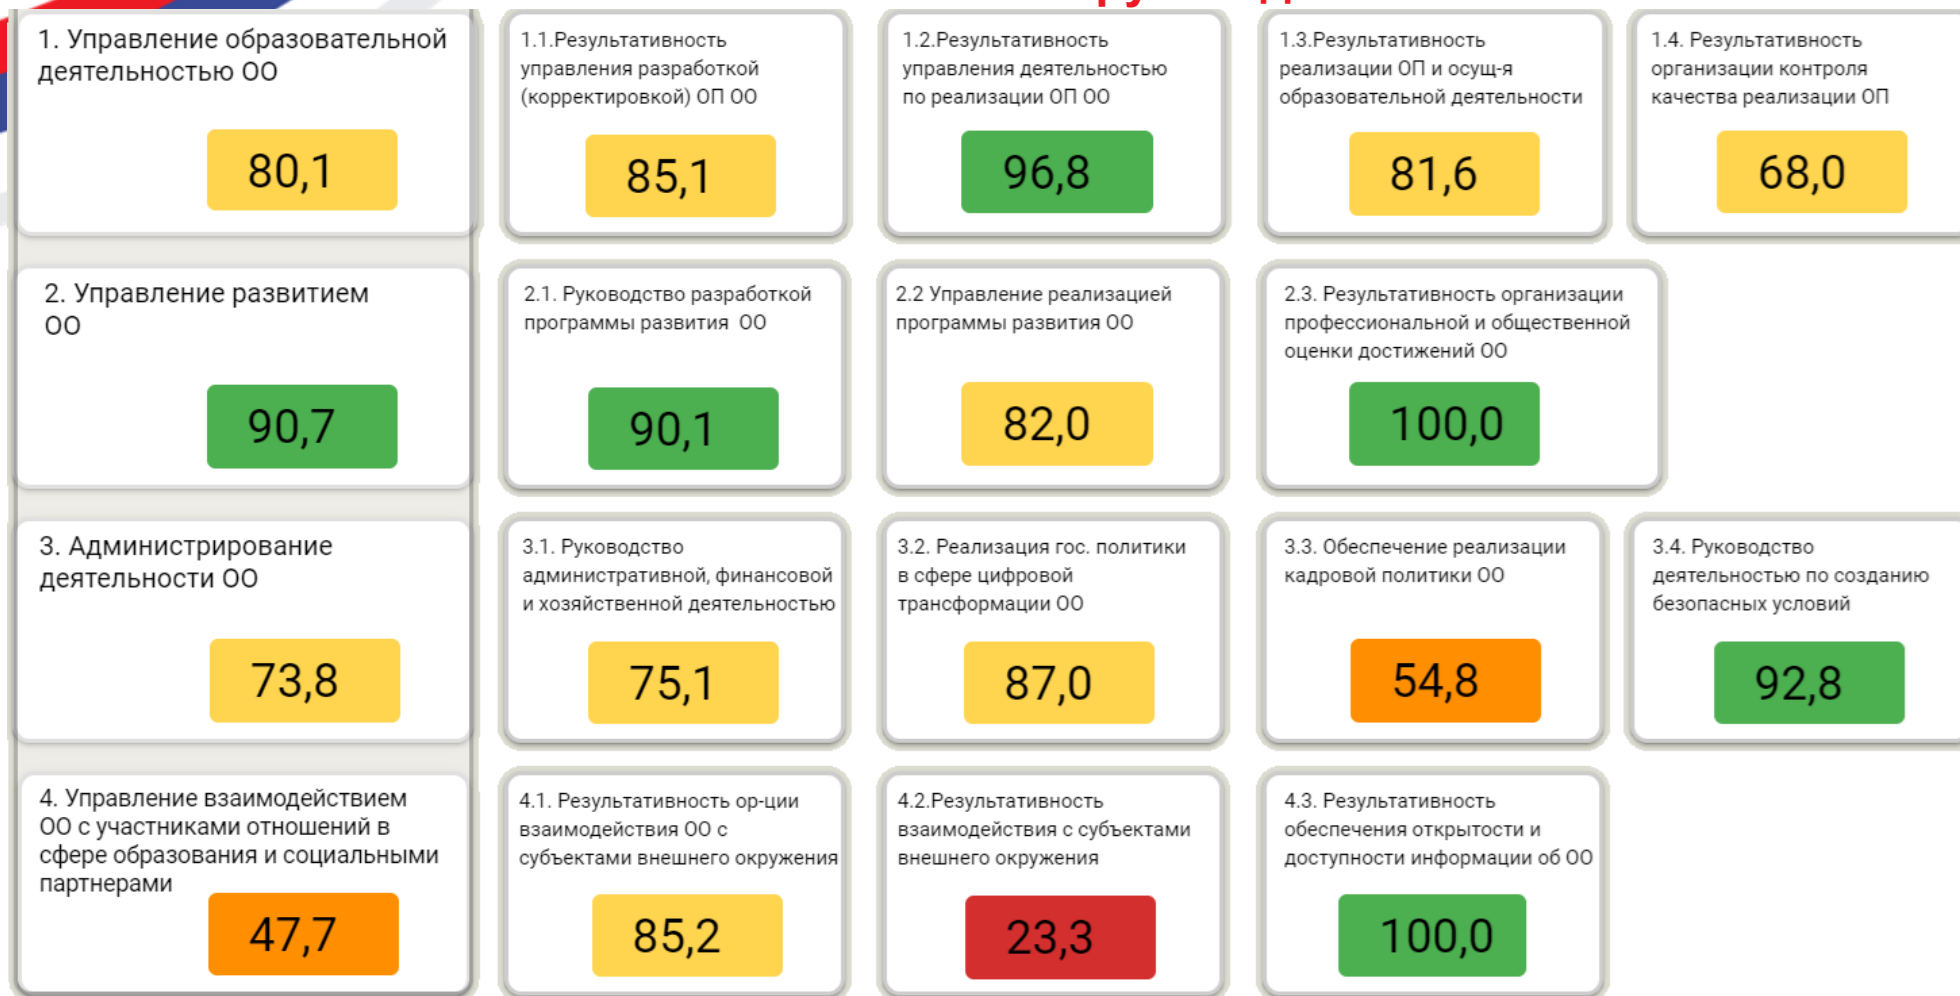 1. Управление образовательной
деятельностью ОО
80,1
1.1.Результативность
управления разработкой
(корректировкой) ОП ОО
85,1
1.2.Результативность
управления деятельностью
по реализации ОП ОО
96,8
1.3.Результативность
реализации ОП и осущ-я
образовательной деятельности
81,6
1.4. Результативность
организации контроля
качества реализации ОП
68,0
2. Управление развитием
ОО
90,7
2.1. Руководство разработкой
программы развития  ОО
90,1
2.2 Управление реализацией
программы развития ОО
82,0
2.3. Результативность организации
профессиональной и общественной
оценки достижений ОО
100,0
3. Администрирование
деятельности ОО
73,8
3.1. Руководство
административной, финансовой
и хозяйственной деятельностью
75,1
3.2. Реализация гос. политики
в сфере цифровой
трансформации ОО
87,0
3.3. Обеспечение реализации
кадровой политики ОО
54,8
3.4. Руководство
деятельностью по созданию
безопасных условий
92,8
4. Управление взаимодействием
ОО с участниками отношений в
сфере образования и социальными
партнерами
47,7
4.1. Результативность ор-ции
взаимодействия ОО с
субъектами внешнего окружения
85,2
4.2.Результативность
взаимодействия с субъектами
внешнего окружения
23,3
4.3. Результативность
обеспечения открытости и
доступности информации об ОО
100,0